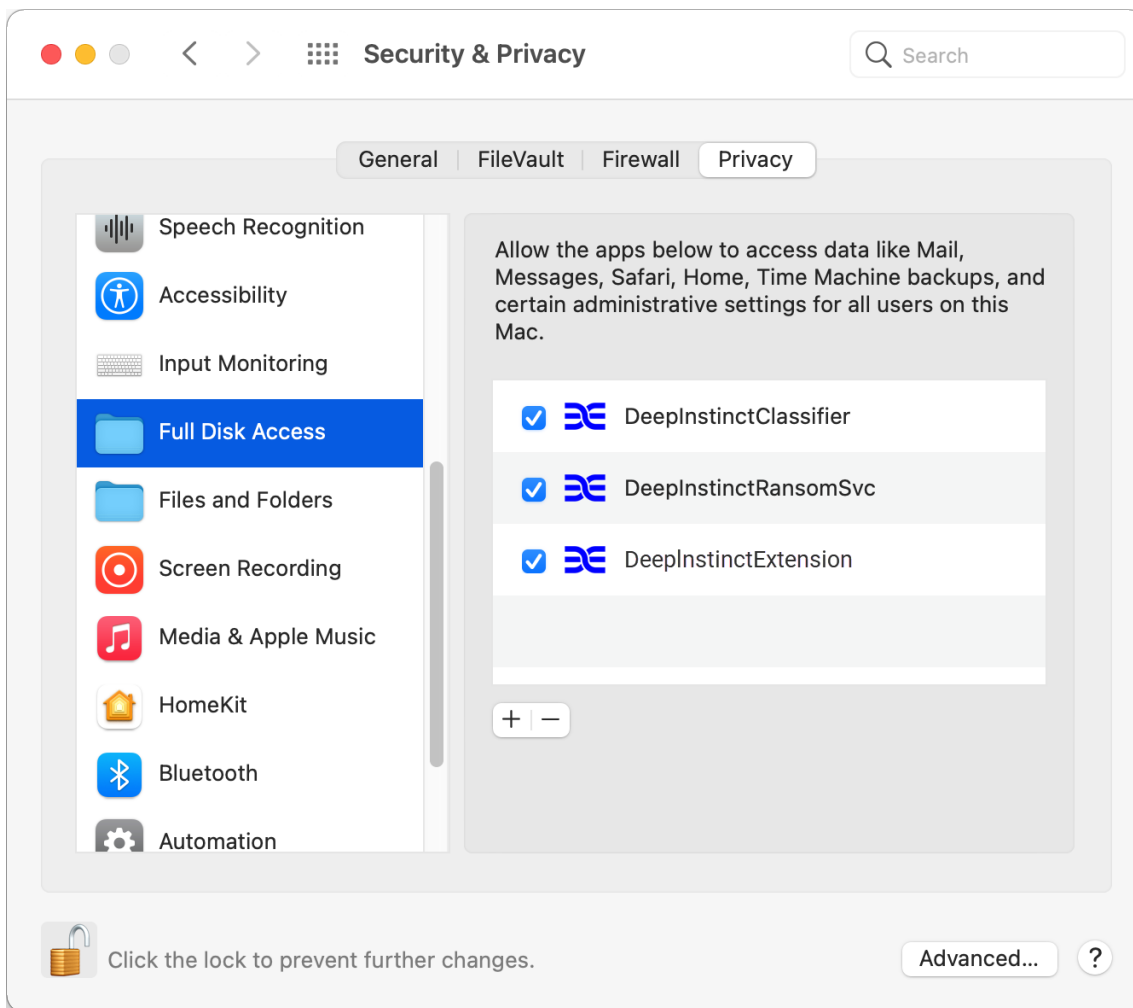 Security & Privacy
Search
General
FileVault
Firewall
Privacy
Speech Recognition
Accessibility
Input Monitoring
Full Disk Access
Files and Folders
Screen Recording
Media & Apple Music
HomeKit
Bluetooth
Automation
Allow the apps below to access data like Mail,
Messages, Safari, Home, Time Machine backups, and
certain administrative settings for all users on this
Mac.
DeepInstinctClassifier
DeepInstinctRansomSvc
DeepInstinctExtension
Click the lock to prevent further changes.
Advanced...
?